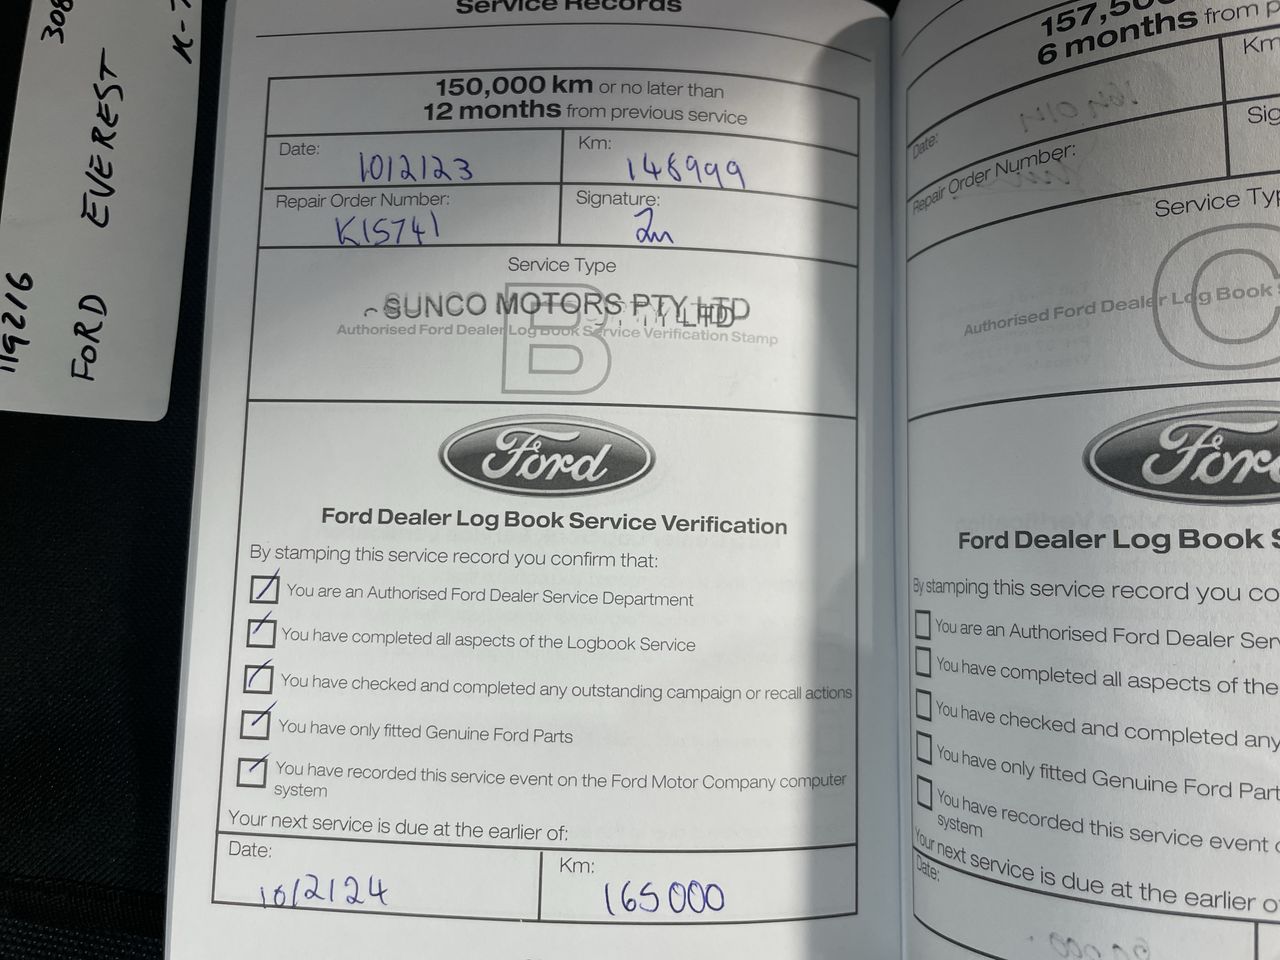 308
K-7
FORD EVEREST
119216
Service Records
150,000 km or no later than
12 months from previous service
Date: 10/2/23
Km: 148999
Repair Order Number: K15741
Signature:
Service Type
B
SUNCO MOTORS PTY LTD
Authorised Ford Dealer Log Book Service Verification Stamp
Ford
Ford Dealer Log Book Service Verification
By stamping this service record you confirm that:
You are an Authorised Ford Dealer Service Department
You have completed all aspects of the Logbook Service
You have checked and completed any outstanding campaign or recall actions
You have only fitted Genuine Ford Parts
You have recorded this service event on the Ford Motor Company computer
system
Your next service is due at the earlier of:
Date: 10/2/24
Km: 165000
157,50
6 months from p
Date:
Km
Repair Order Number:
Sig
Service Typ
C
Authorised Ford Dealer Log Book S
Ford
Ford Dealer Log Book S
By stamping this service record you co
You are an Authorised Ford Dealer Ser
You have completed all aspects of the
You have checked and completed any
You have only fitted Genuine Ford Part
You have recorded this service event o
system
Your next service is due at the earlier o
Date: